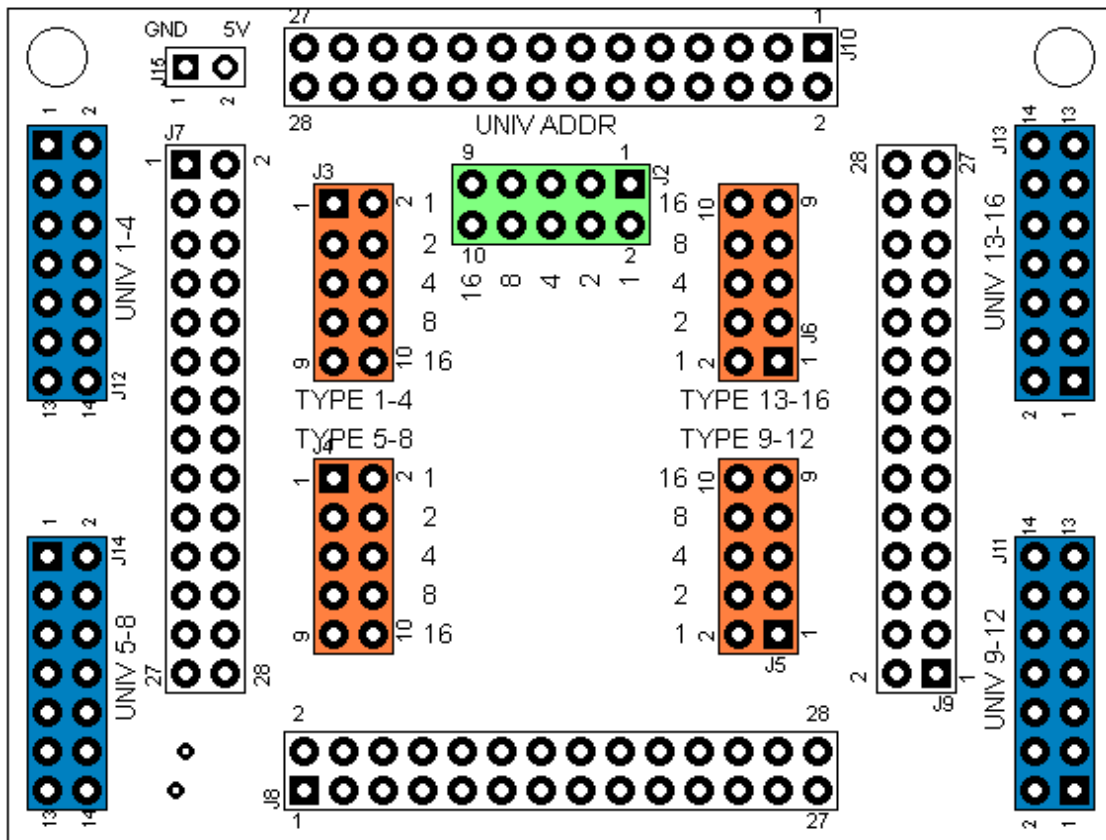 GND 5V
J15
1 2
27 1
J10
28 2
UNIV ADDR
9 1
J2
10 2
16 8 4 2 1
1 2
UNIV 1-4
J12
13 14
J7
1 2
27 28
J3
1 2
1
2
4
8
16
9 10
TYPE 1-4
TYPE 5-8
J4
1 2
1
2
4
8
16
9 10
10 9
16
8
4
2
1
J6
2 1
TYPE 13-16
TYPE 9-12
10 9
16
8
4
2
1
2 1
J5
28 27
2 1
J9
14 13
J13
UNIV 13-16
2 1
1 2
J14
UNIV 5-8
13 14
14 13
J11
UNIV 9-12
2 1
2 28
J8
1 27